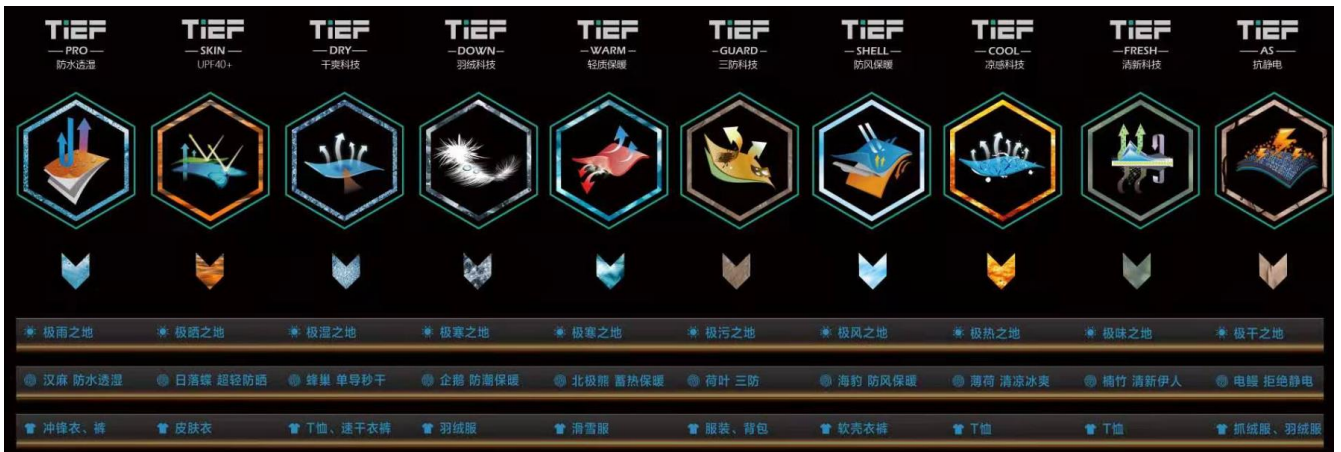 TiEF TiEF TiEF TiEF TiEF TiEF TiEF TiEF TiEF TiEF
PRO SKIN DRY DOWN WARM GUARD SHELL COOL FRESH AS
防水透湿 UPF40+ 干爽科技 羽绒科技 轻质保暖 三防科技 防风保暖 凉感科技 清新科技 抗静电
极雨之地 极晒之地 极湿之地 极寒之地 极寒之地 极污之地 极风之地 极热之地 极味之地 极干之地
汉麻 防水透湿 日落蝶 超轻防晒 蜂巢 单导秒干 企鹅 防潮保暖 北极熊 蓄热保暖 荷叶 三防 海豹 防风保暖 薄荷 清凉冰爽 楠竹 清新伊人 电鳗 拒绝静电
冲锋衣、裤 皮肤衣 T恤、速干衣裤 羽绒服 滑雪服 服装、背包 软壳衣裤 T恤 T恤 抓绒服、羽绒服